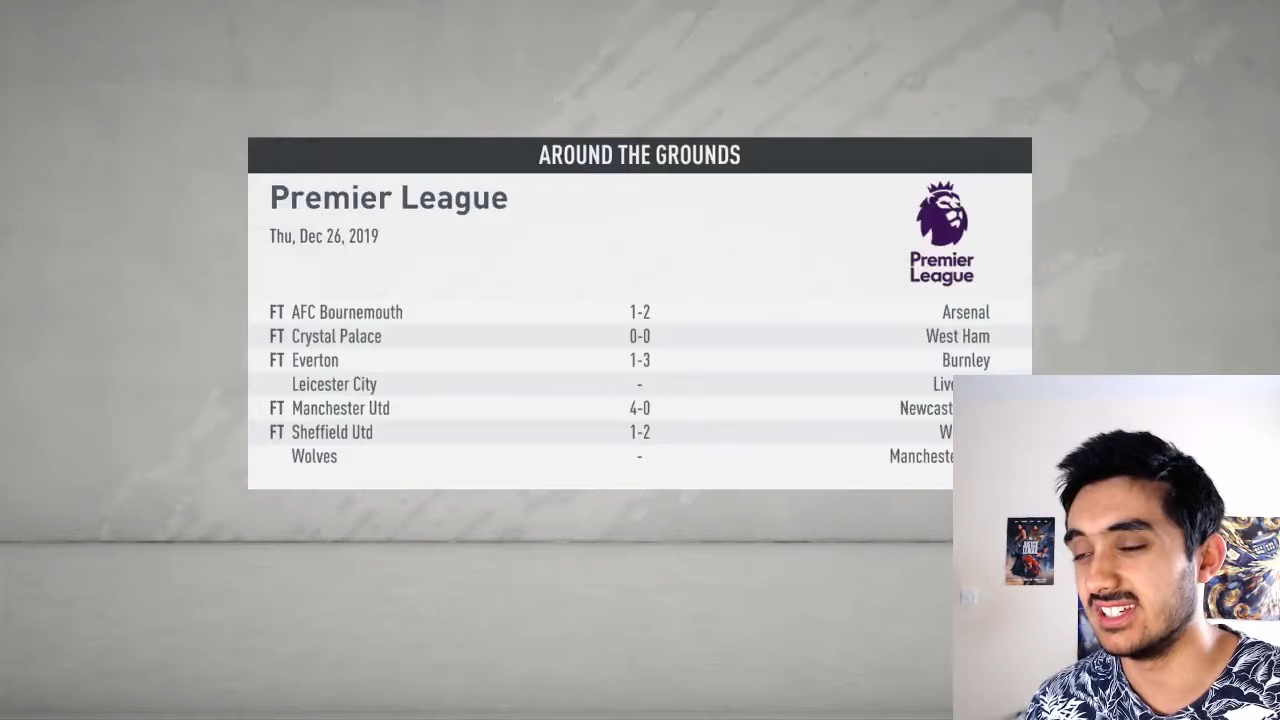 AROUND THE GROUNDS
Premier League
Thu, Dec 26, 2019
Premier
League
FT AFC Bournemouth 1-2 Arsenal
FT Crystal Palace 0-0 West Ham
FT Everton 1-3 Burnley
Leicester City -
FT Manchester Utd 4-0
FT Sheffield Utd 1-2
Wolves -
JUSTICE
LEAGUE